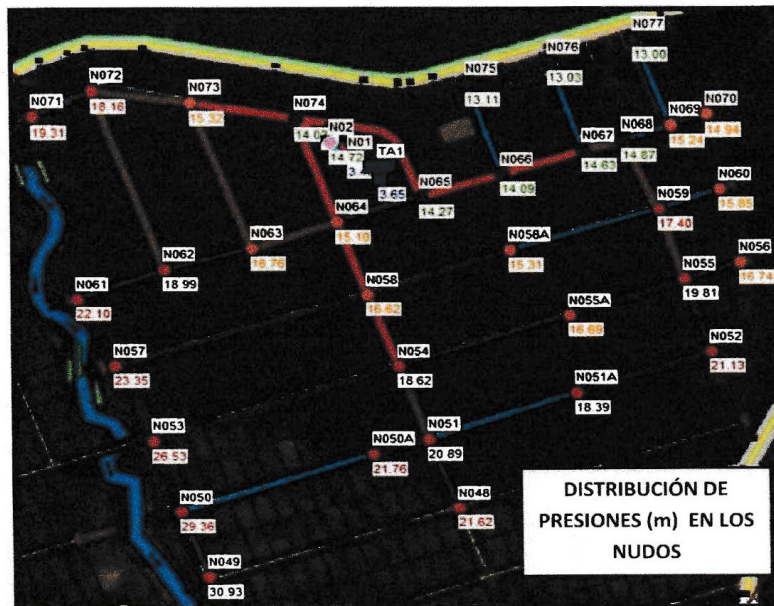 N077
13.00
N076
13.03
N075
13.11
N072
18.16
N073
15.32
N071
19.31
N074
N02
N01
14.72
TA1
3.65
N065
14.27
N066
14.09
N067
14.63
N068
14.87
N069
15.24
N070
14.94
N060
15.85
N059
17.40
N064
15.10
N063
16.76
N062
18 99
N061
22.10
N058A
15.31
N058
16.62
N056
16.74
N055
19 81
N055A
16.69
N057
23.35
N054
18 62
N052
21.13
N051A
18 39
N053
26.53
N050A
21.76
N051
20 89
N050
29.36
N048
21.62
N049
30 93
DISTRIBUCIÓN DE
PRESIONES (m) EN LOS
NUDOS